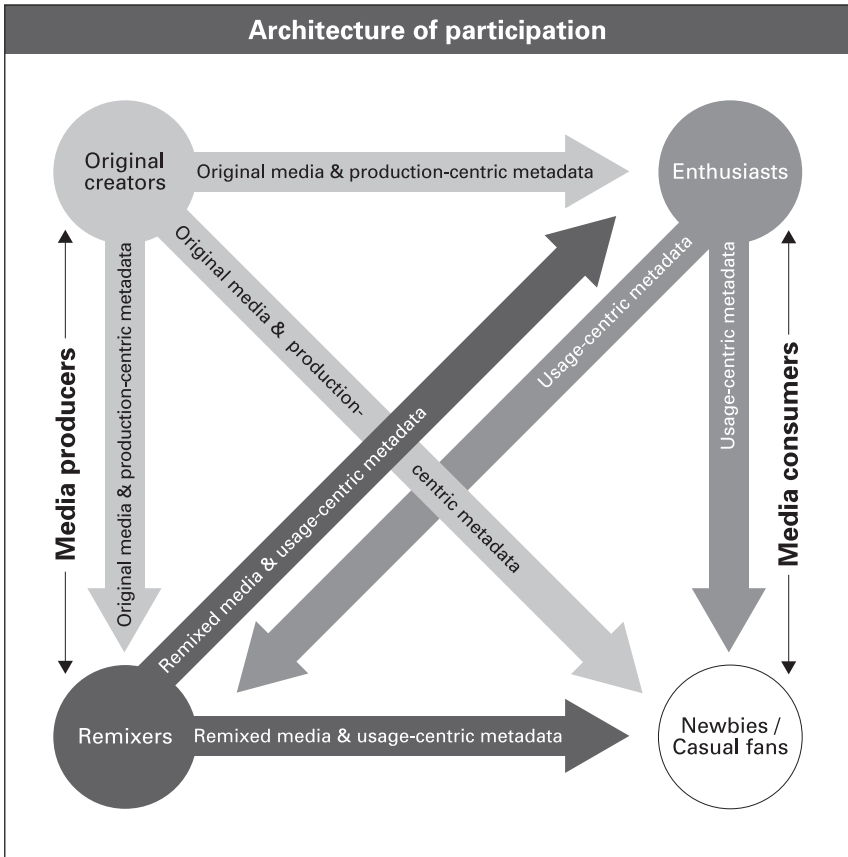 Architecture of participation
Original
creators
Original media & production-centric metadata
Enthusiasts
Original media & production-centric metadata
Original media & production-
centric metadata
Usage-centric metadata
Usage-centric metadata
Media producers
Media consumers
Remixed media & usage-centric metadata
Remixers
Remixed media & usage-centric metadata
Newbies /
Casual fans